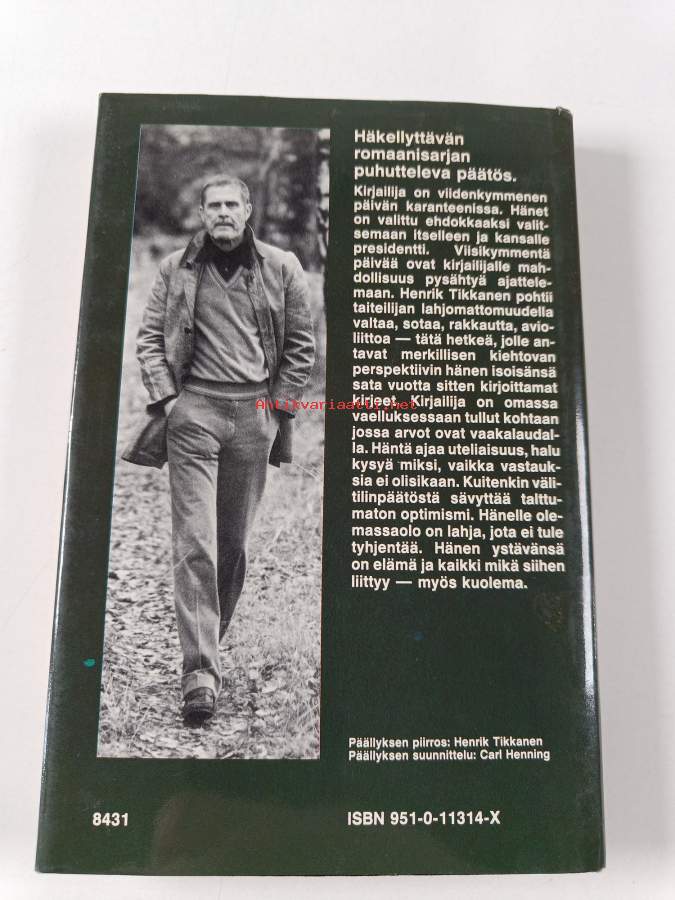 Häkellyttävän
romaanisarjan
puhutteleva päätös.
Kirjailija on viidenkymmenen
päivän karanteenissa. Hänet
on valittu ehdokkaaksi valit-
semaan itselleen ja kansalle
presidentti. Viisikymmentä
päivää ovat kirjailijalle mah-
dollisuus pysähtyä ajattele-
maan. Henrik Tikkanen pohtii
taiteilijan lahjomattomuudella
valtaa, sotaa, rakkautta, avio-
liittoa — tätä hetkeä, jolle an-
tavat merkillisen kiehtovan
perspektiivin hänen isoisänsä
sata vuotta sitten kirjoittamat
kirjeet. Kirjailija on omassa
vaelluksessaan tullut kohtaan
jossa arvot ovat vaakalaudal-
la. Häntä ajaa uteliaisuus, halu
kysyä miksi, vaikka vastauk-
sia ei olisikaan. Kuitenkin väli-
tilinpäätöstä sävyttää talttu-
maton optimismi. Hänelle ole-
massaolo on lahja, jota ei tule
tyhjentää. Hänen ystävänsä
on elämä ja kaikki mikä siihen
liittyy — myös kuolema.
Antikvariaatti.net
Päällyksen piirros: Henrik Tikkanen
Päällyksen suunnittelu: Carl Henning
8431
ISBN 951-0-11314-X